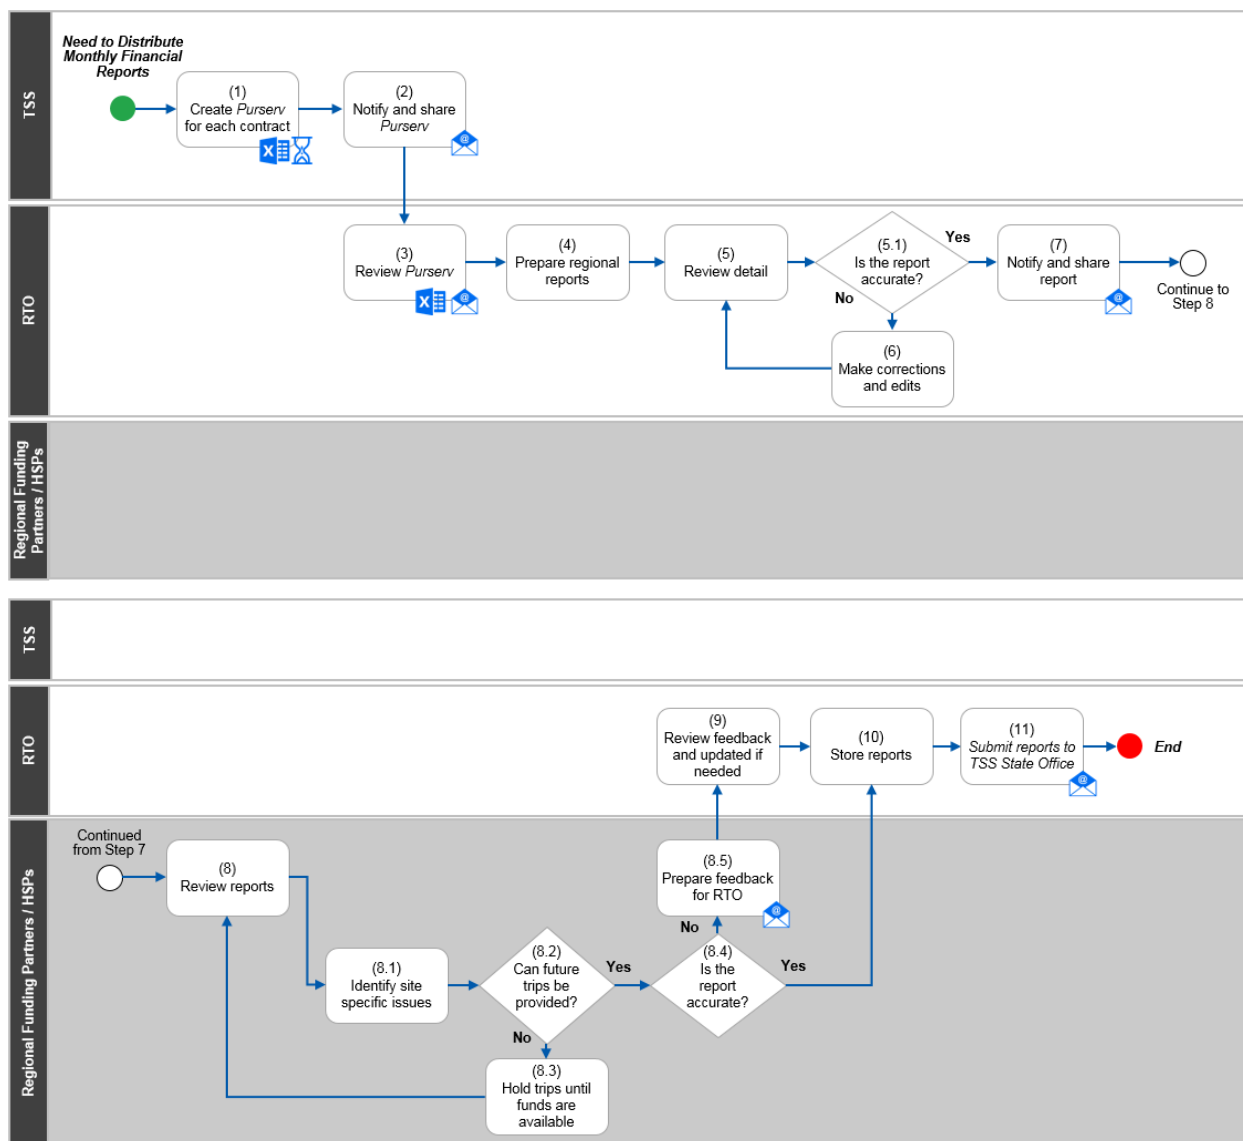 TSS
Need to Distribute
Monthly Financial
Reports
(1)
Create Purserv
for each contract
(2)
Notify and share
Purserv
RTO
(3)
Review Purserv
(4)
Prepare regional
reports
(5)
Review detail
(5.1)
Is the report
accurate?
Yes
No
(6)
Make corrections
and edits
(7)
Notify and share
report
Continue to
Step 8
Regional Funding
Partners / HSPs
TSS
RTO
(9)
Review feedback
and updated if
needed
(10)
Store reports
(11)
Submit reports to
TSS State Office
End
Regional Funding Partners / HSPs
Continued
from Step 7
(8)
Review reports
(8.1)
Identify site
specific issues
(8.2)
Can future
trips be
provided?
Yes
No
(8.3)
Hold trips until
funds are
available
(8.4)
Is the
report
accurate?
No
Yes
(8.5)
Prepare feedback
for RTO